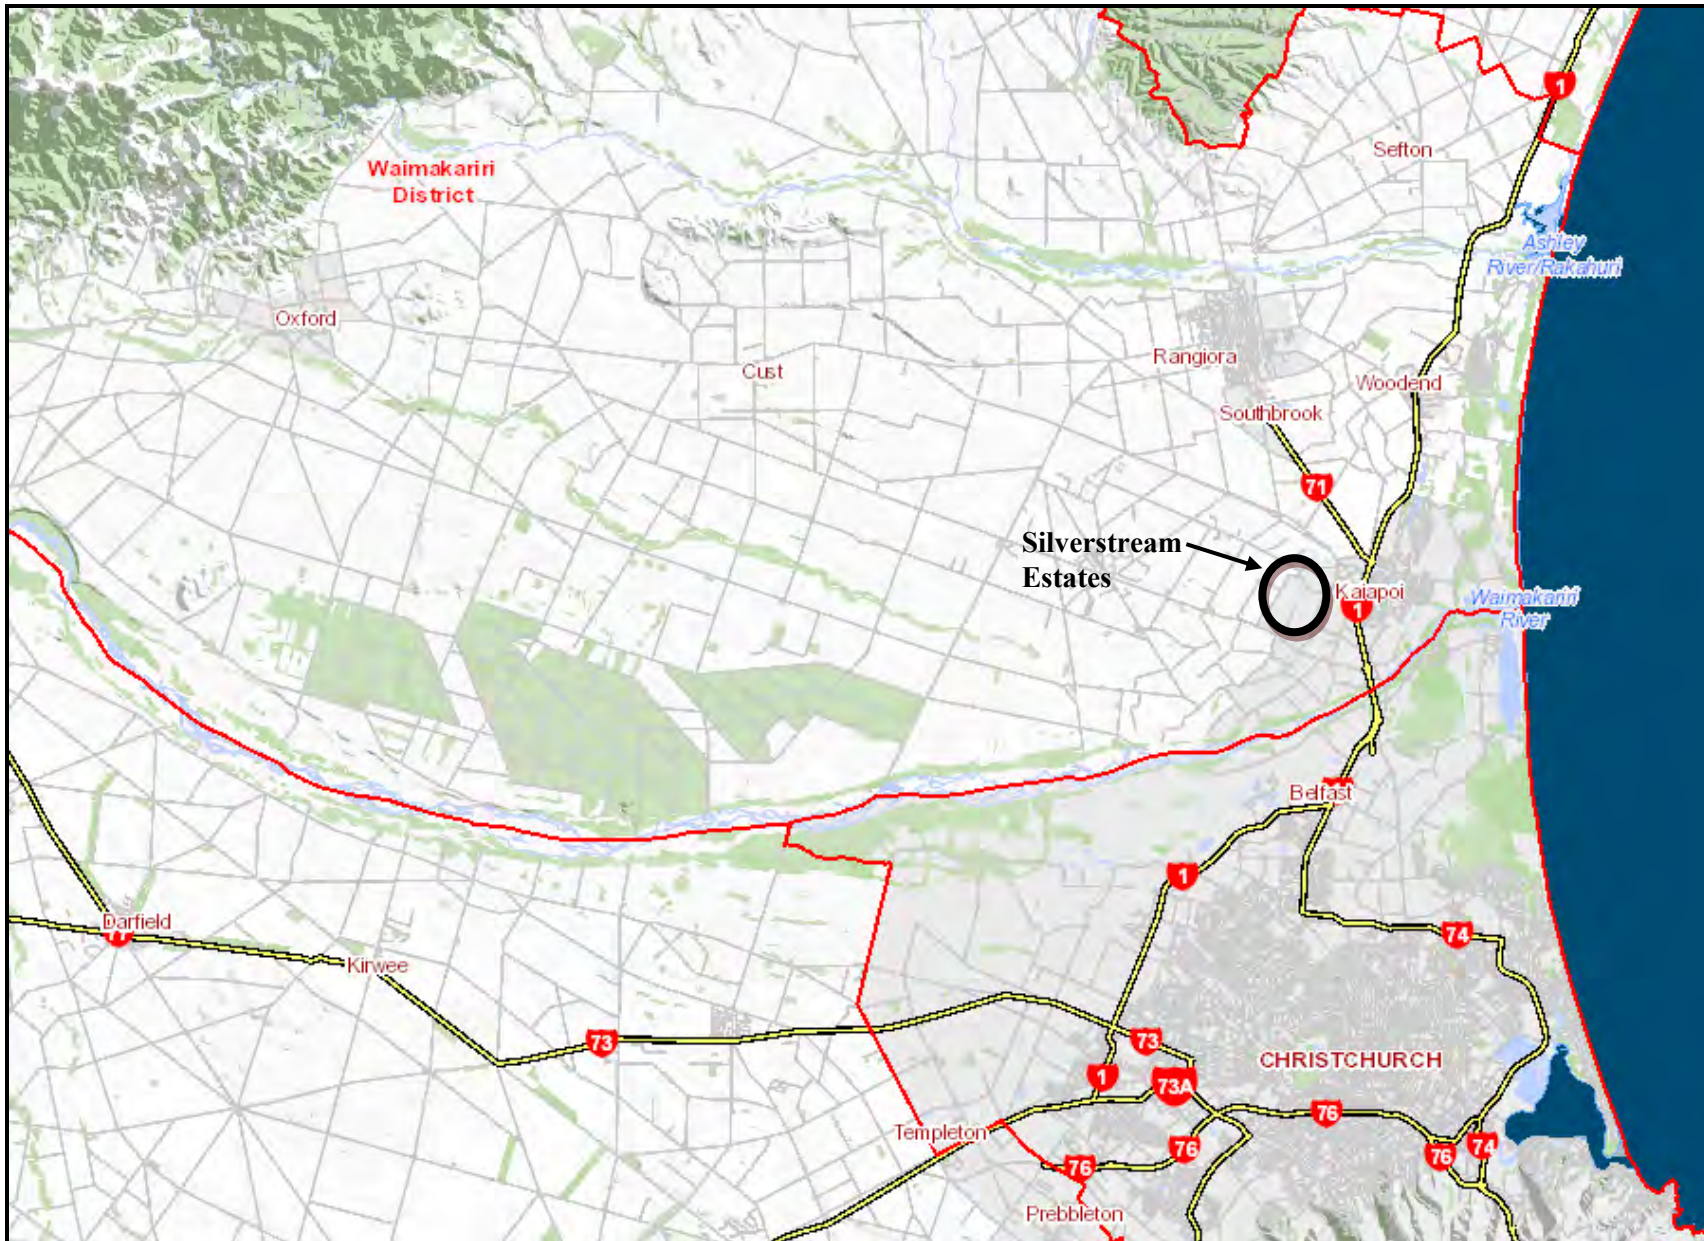 1
Sefton
Waimakariri
District
Ashley
River/Rakahuri
Oxford
Rangiora
Cust
Woodend
Southbrook
71
Silverstream
Estates
Kaiapoi
1
Waimakariri
River
Belfast
1
Darfield
74
Kirwee
73
73
CHRISTCHURCH
1
73A
76
Templeton
76
74
76
76
Prebbleton